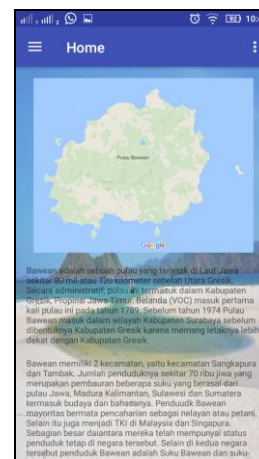 92 10:
Home
Pulau Bawean
Google
Bawean adalah sebuah pulau yang terletak di Laut Jawa
sekitar 80 mil atau 120 kilometer sebelah Utara Gresik.
Secara administratif, pulau ini termasuk dalam Kabupaten
Gresik, Propinsi Jawa Timur. Belanda (VOC) masuk pertama
kali pulau ini pada tahun 1789. Sebelum tahun 1974 Pulau
Bawean masuk dalam wilayah Kabupaten Surabaya sebelum
dibentuknya Kabupaten Gresik karena memang letaknya lebih
dekat dengan Kabupaten Gresik.
Bawean memiliki 2 kecamatan, yaitu kecamatan Sangkapura
dan Tambak. Jumlah penduduknya sekitar 70 ribu jiwa yang
merupakan pembauran beberapa suku yang berasal dari
pulau Jawa, Madura Kalimantan, Sulawesi dan Sumatera
termasuk budaya dan bahasanya. Penduudk Bawean
mayoritas bermata pencaharian sebagai nelayan atau petani.
Selain itu juga menjadi TKI di Malaysia dan Singapura.
Sebagian besar diantara mereka telah mempunyai status
penduduk tetap di negara tersebut. Selain di kedua negara
tersebut penduduk Bawean adalah Suku Bawean dan suku-